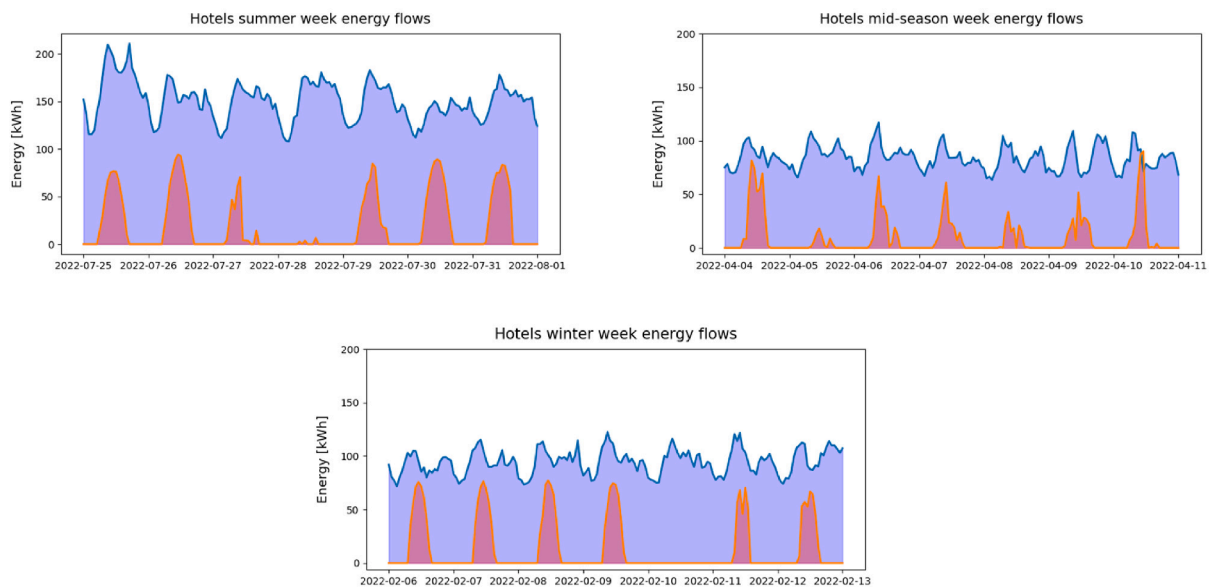 Hotels summer week energy flows
Energy [kWh]
200
150
100
50
0
2022-07-25 2022-07-26 2022-07-27 2022-07-28 2022-07-29 2022-07-30 2022-07-31 2022-08-01
Hotels mid-season week energy flows
Energy [kWh]
200
150
100
50
0
2022-04-04 2022-04-05 2022-04-06 2022-04-07 2022-04-08 2022-04-09 2022-04-10 2022-04-11
Hotels winter week energy flows
Energy [kWh]
200
150
100
50
0
2022-02-06 2022-02-07 2022-02-08 2022-02-09 2022-02-10 2022-02-11 2022-02-12 2022-02-13